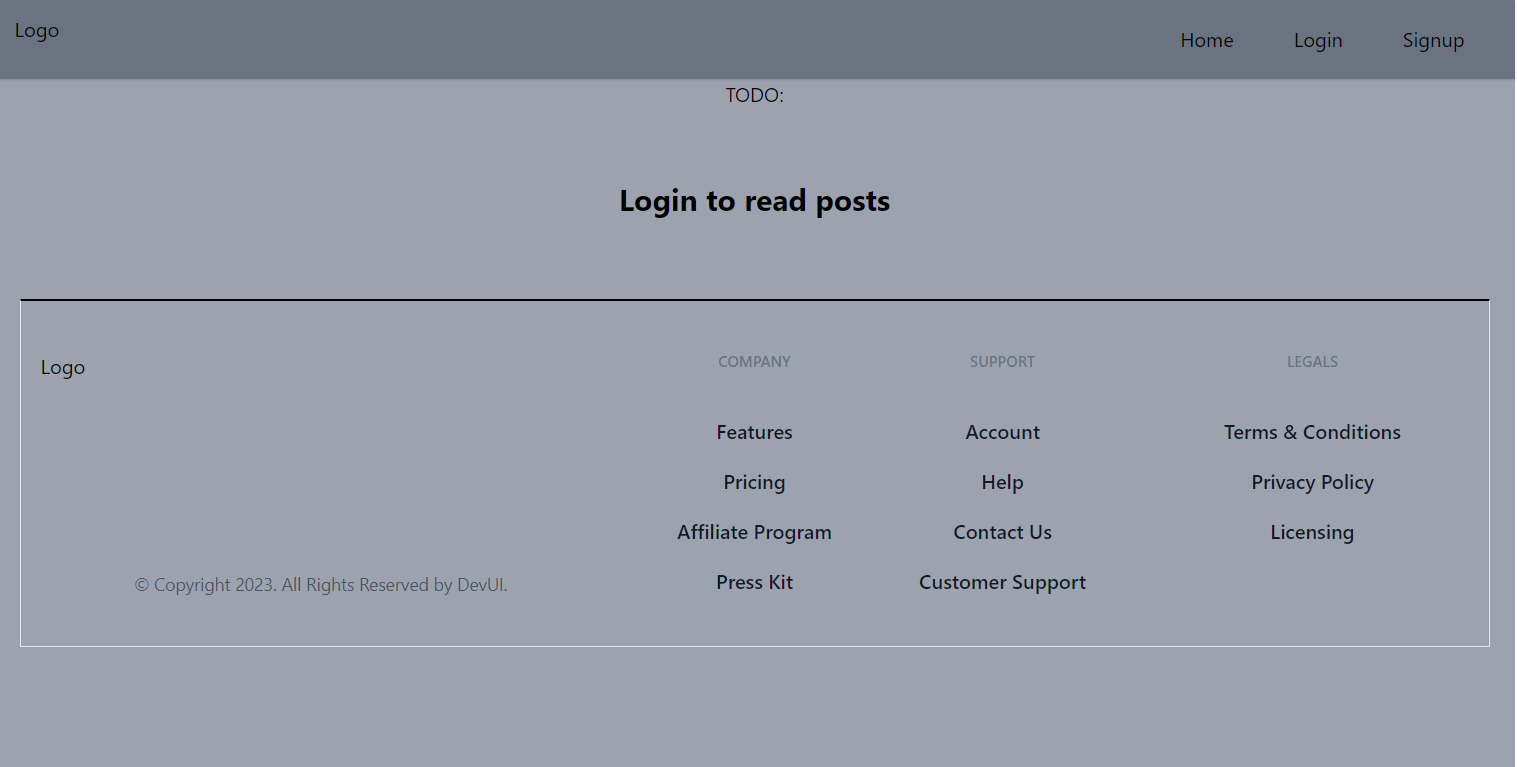 Logo
Home Login Signup
TODO:
Login to read posts
Logo
© Copyright 2023. All Rights Reserved by DevUI.
COMPANY
Features
Pricing
Affiliate Program
Press Kit
SUPPORT
Account
Help
Contact Us
Customer Support
LEGALS
Terms & Conditions
Privacy Policy
Licensing